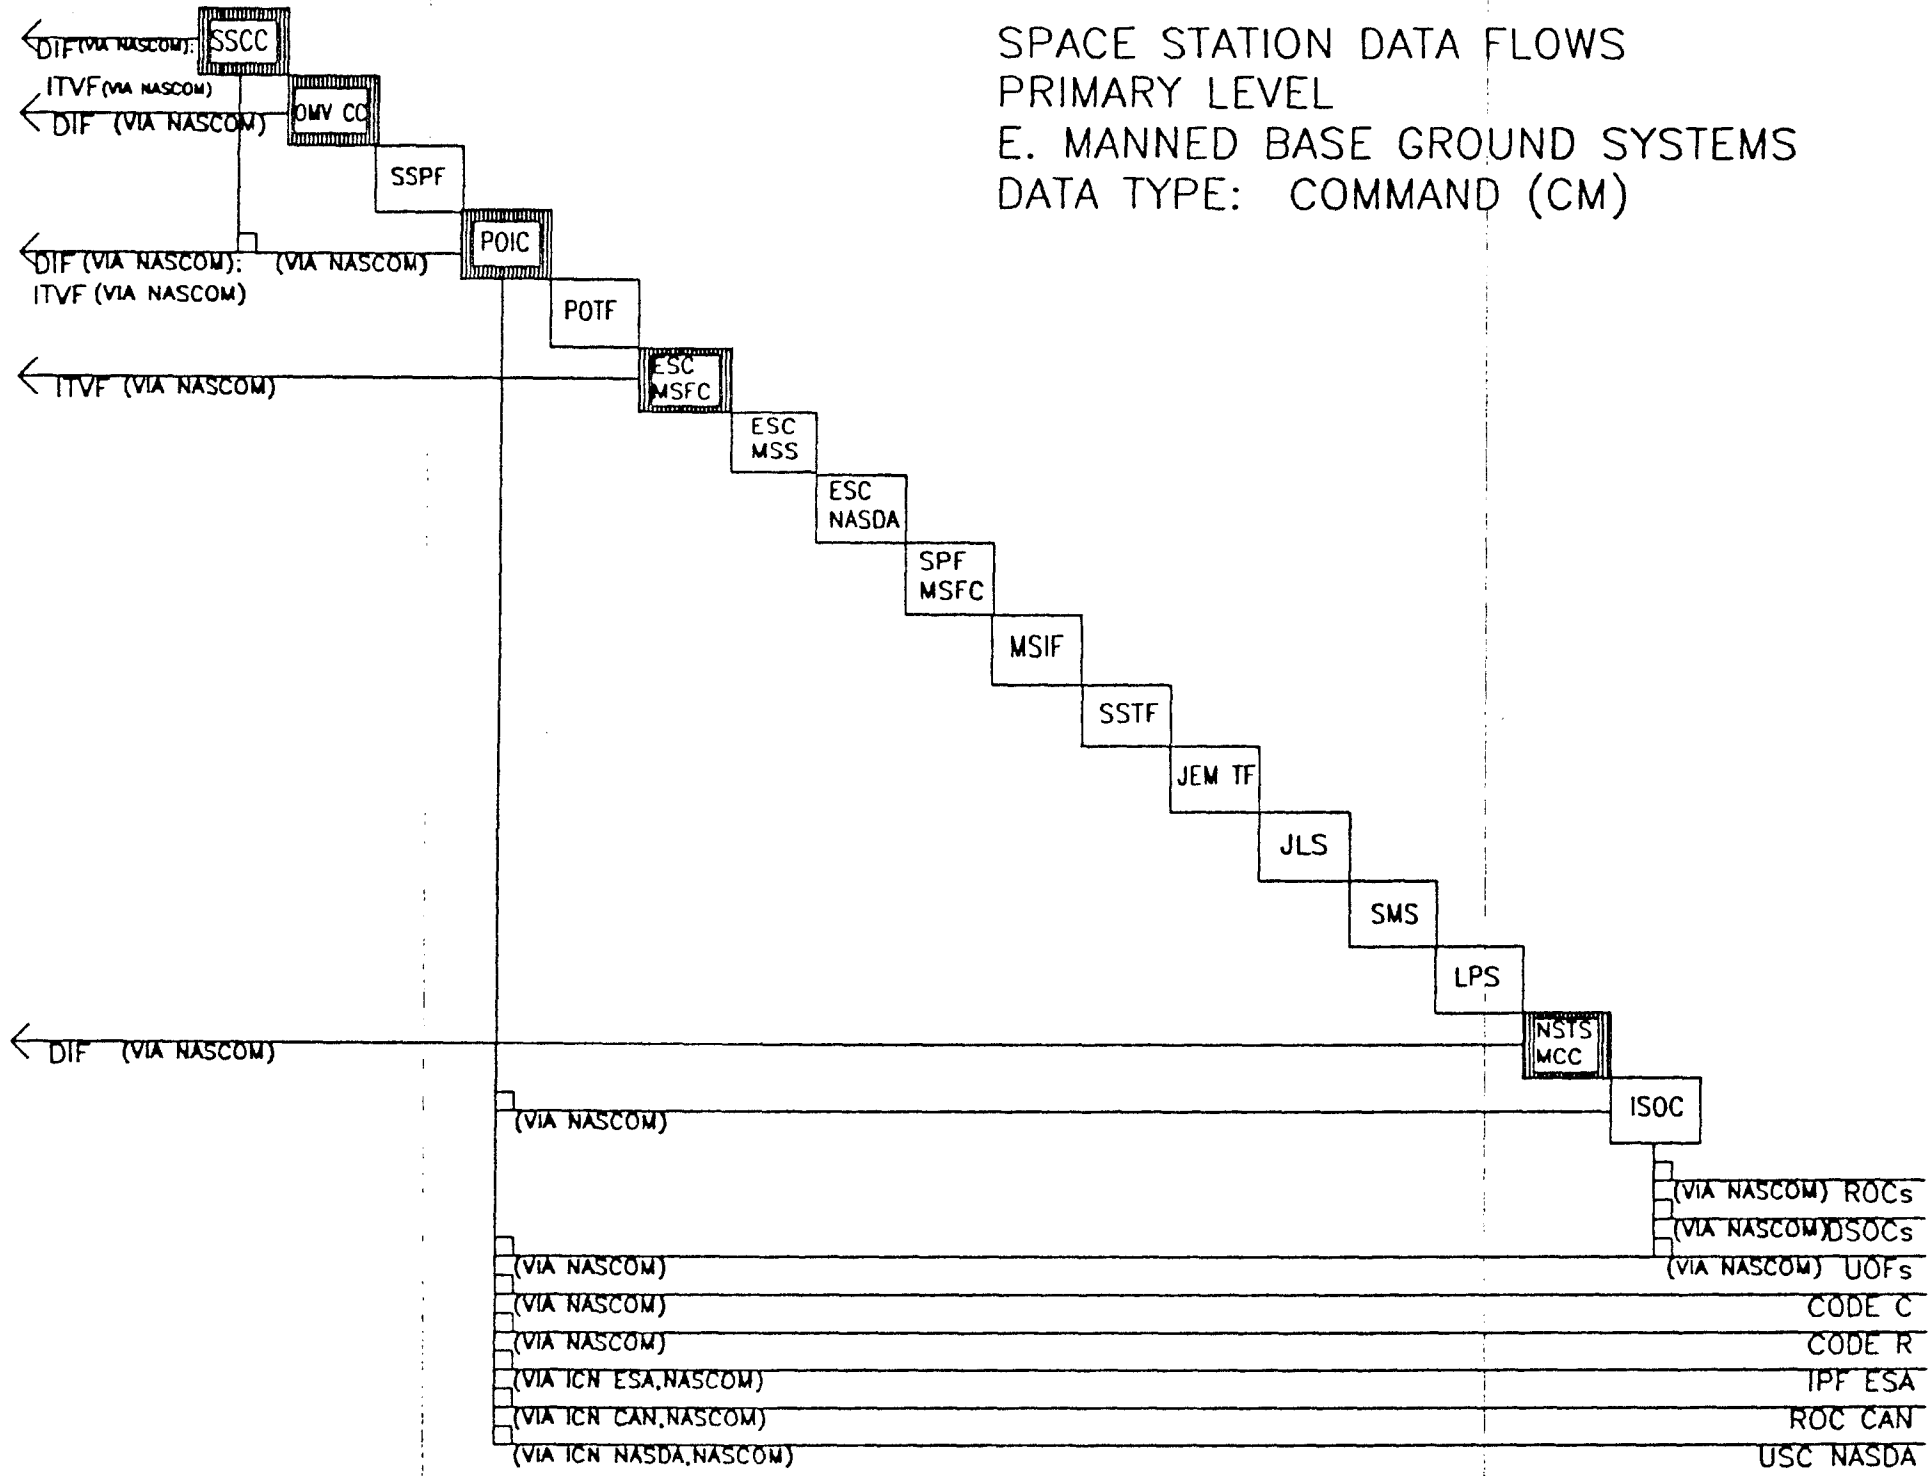 SPACE STATION DATA FLOWS
PRIMARY LEVEL
E. MANNED BASE GROUND SYSTEMS
DATA TYPE: COMMAND (CM)
DIF (VIA NASCOM);
SSCC
ITVF (VIA NASCOM)
OMV CC
DIF (VIA NASCOM)
SSPF
POIC
DIF (VIA NASCOM); (VIA NASCOM)
ITVF (VIA NASCOM)
POTF
ESC
MSFC
ITVF (VIA NASCOM)
ESC
MSS
ESC
NASDA
SPF
MSFC
MSIF
SSTF
JEM TF
JLS
SMS
LPS
NSTS
MCC
DIF (VIA NASCOM)
ISOC
(VIA NASCOM)
(VIA NASCOM) ROCs
(VIA NASCOM) DSOCs
(VIA NASCOM) (VIA NASCOM) UOFs
(VIA NASCOM) CODE C
(VIA NASCOM) CODE R
(VIA ICN ESA,NASCOM) IPF ESA
(VIA ICN CAN,NASCOM) ROC CAN
(VIA ICN NASDA,NASCOM) USC NASDA